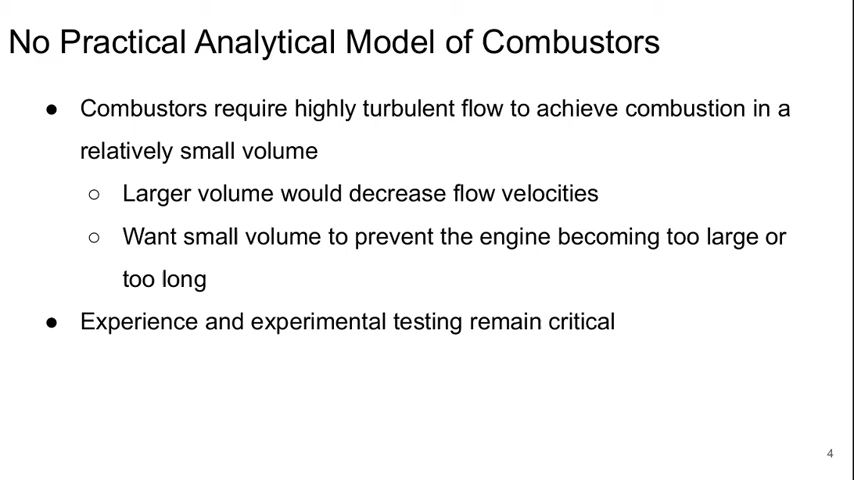 No Practical Analytical Model of Combustors
● Combustors require highly turbulent flow to achieve combustion in a
relatively small volume
○ Larger volume would decrease flow velocities
○ Want small volume to prevent the engine becoming too large or
too long
● Experience and experimental testing remain critical
4